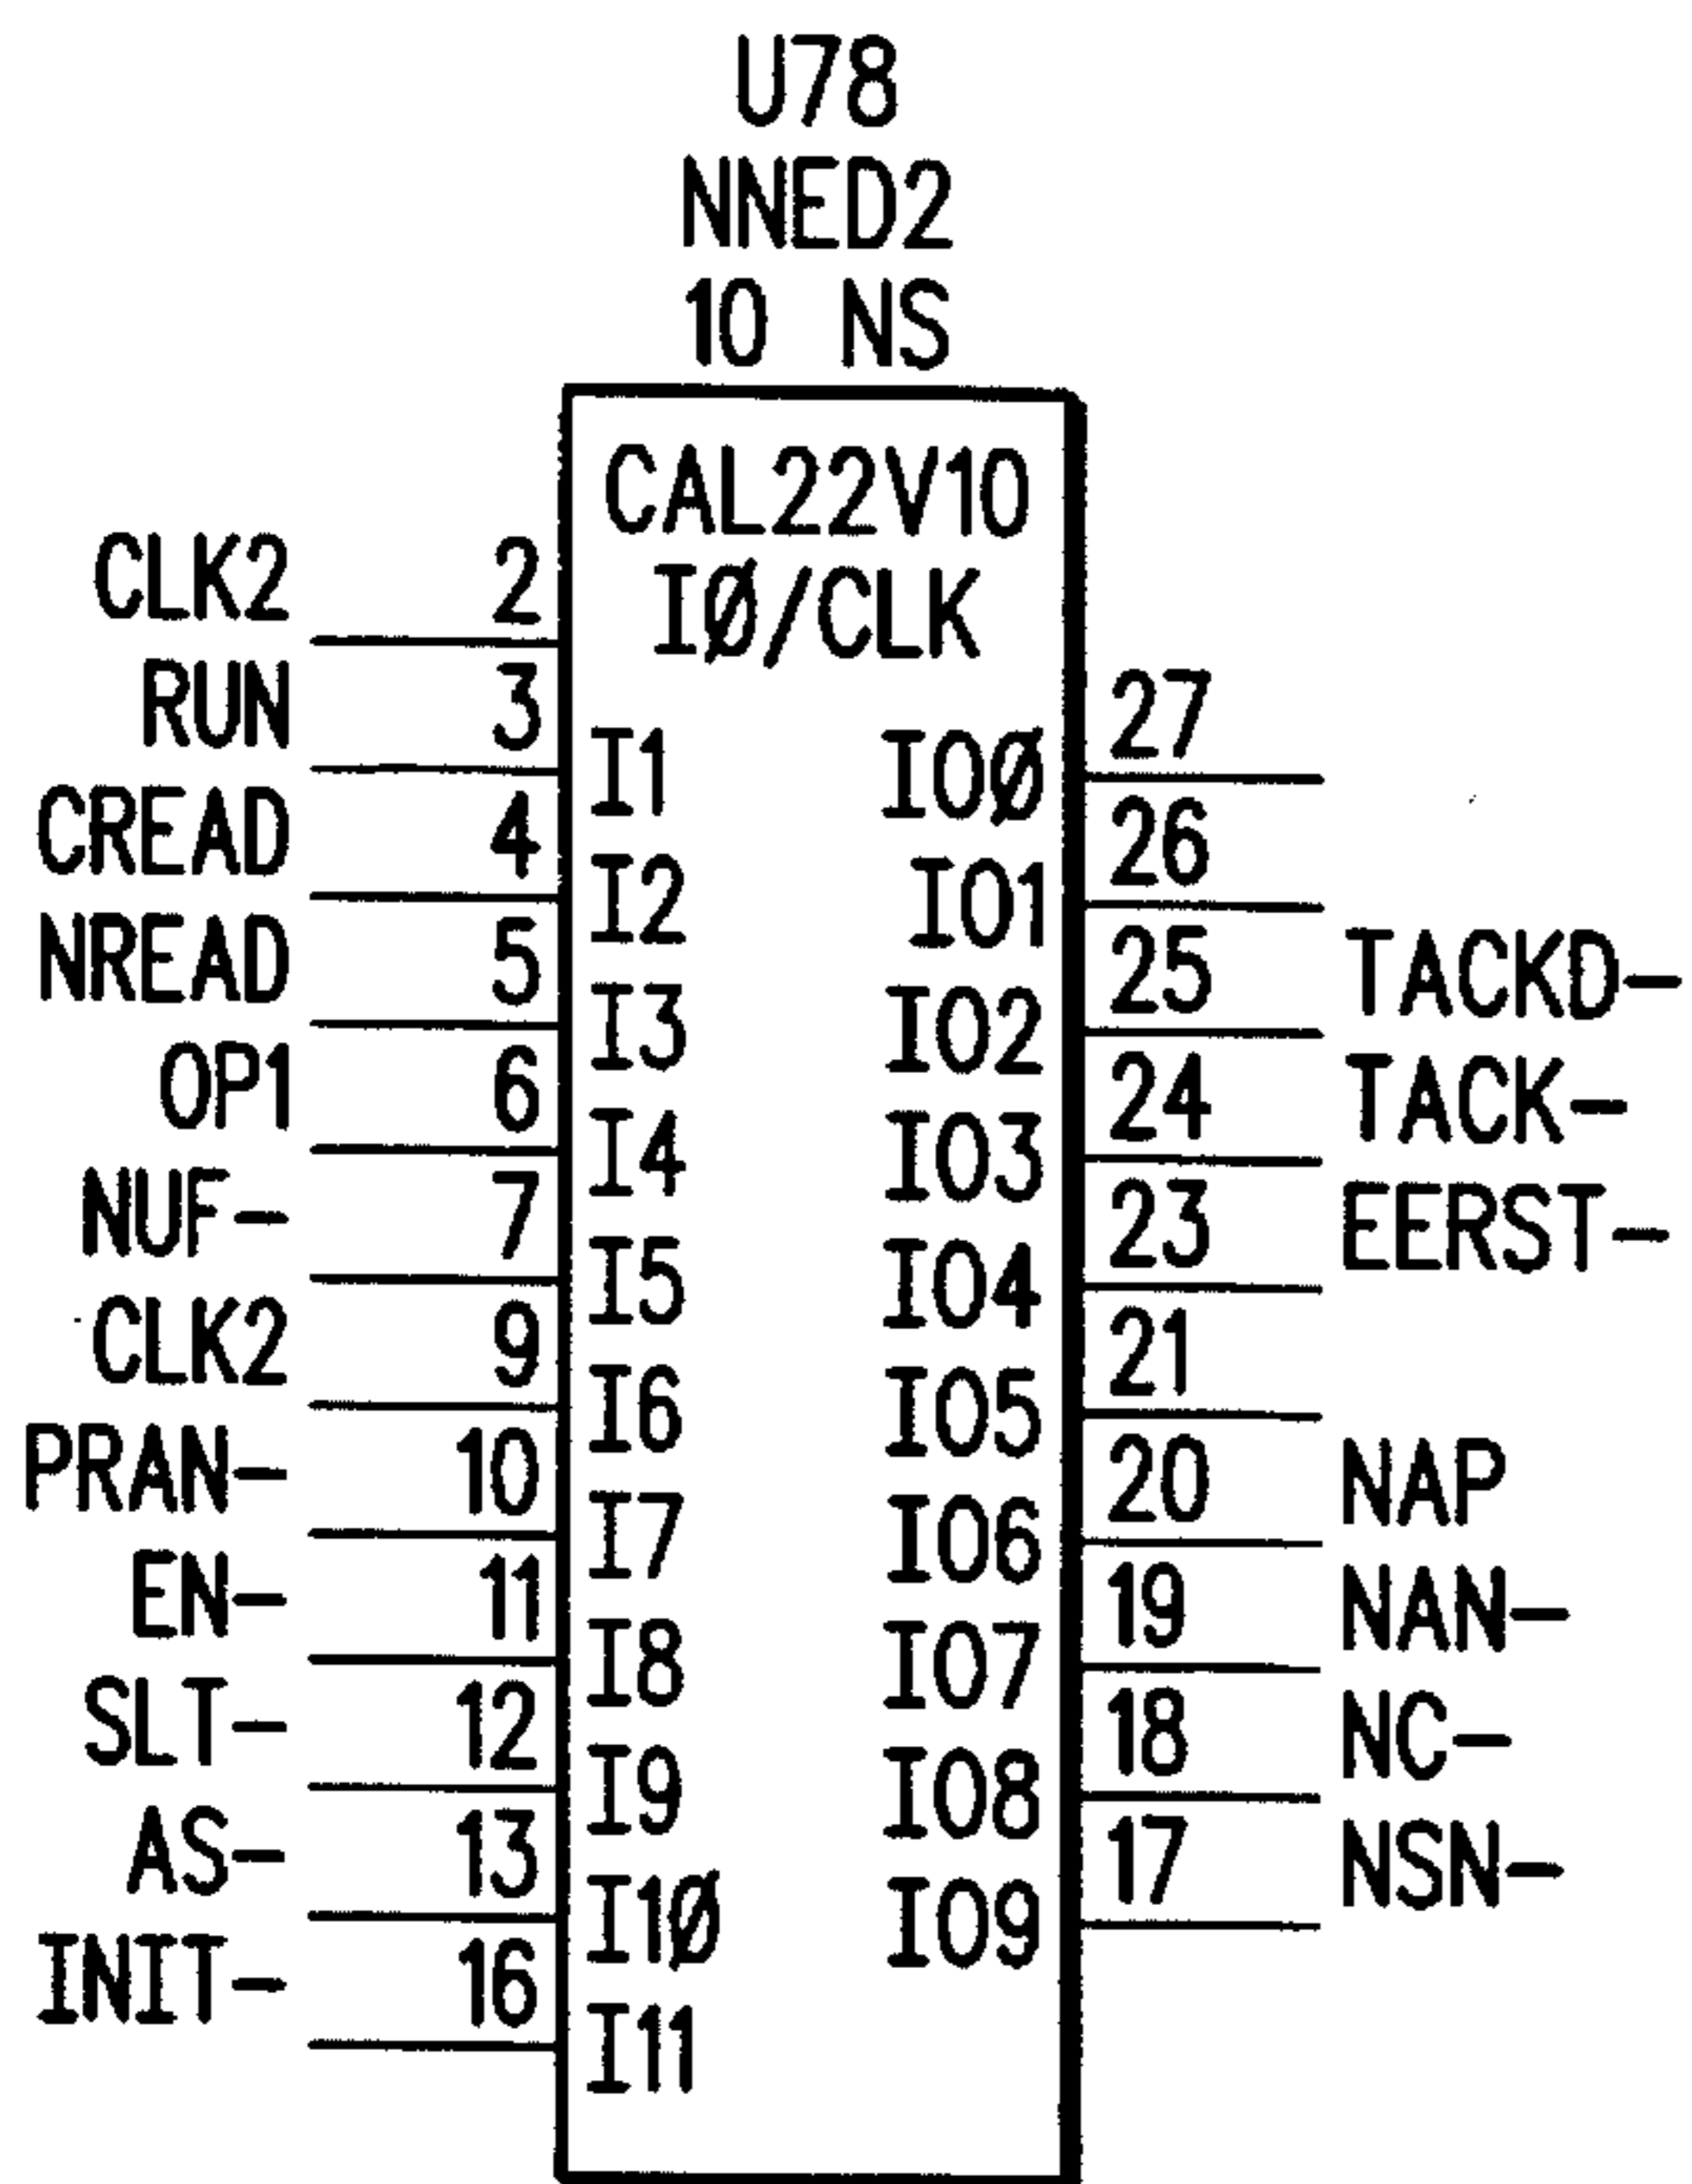 U78
NNED2
10 NS
CAL22V10
CLK2 2 IØ/CLK
RUN 3 I1 IOØ 27
CREAD 4 I2 IO1 26
NREAD 5 I3 IO2 25 TACKD-
OP1 6 I4 IO3 24 TACK-
NUF- 7 I5 IO4 23 EERST-
CLK2 9 I6 IO5 21
PRAN- 10 I7 IO6 20 NAP
EN- 11 I8 IO7 19 NAN-
SLT- 12 I9 IO8 18 NC-
AS- 13 I1Ø IO9 17 NSN-
INIT- 16 I11